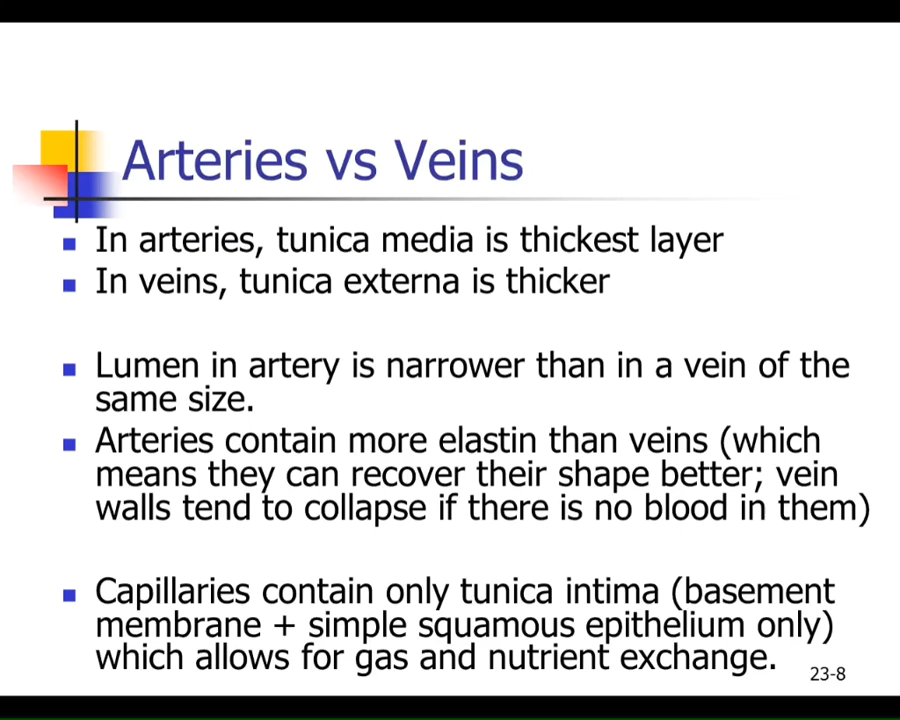 Arteries vs Veins
In arteries, tunica media is thickest layer
In veins, tunica externa is thicker
Lumen in artery is narrower than in a vein of the
same size.
Arteries contain more elastin than veins (which
means they can recover their shape better; vein
walls tend to collapse if there is no blood in them)
Capillaries contain only tunica intima (basement
membrane + simple squamous epithelium only)
which allows for gas and nutrient exchange.
23-8